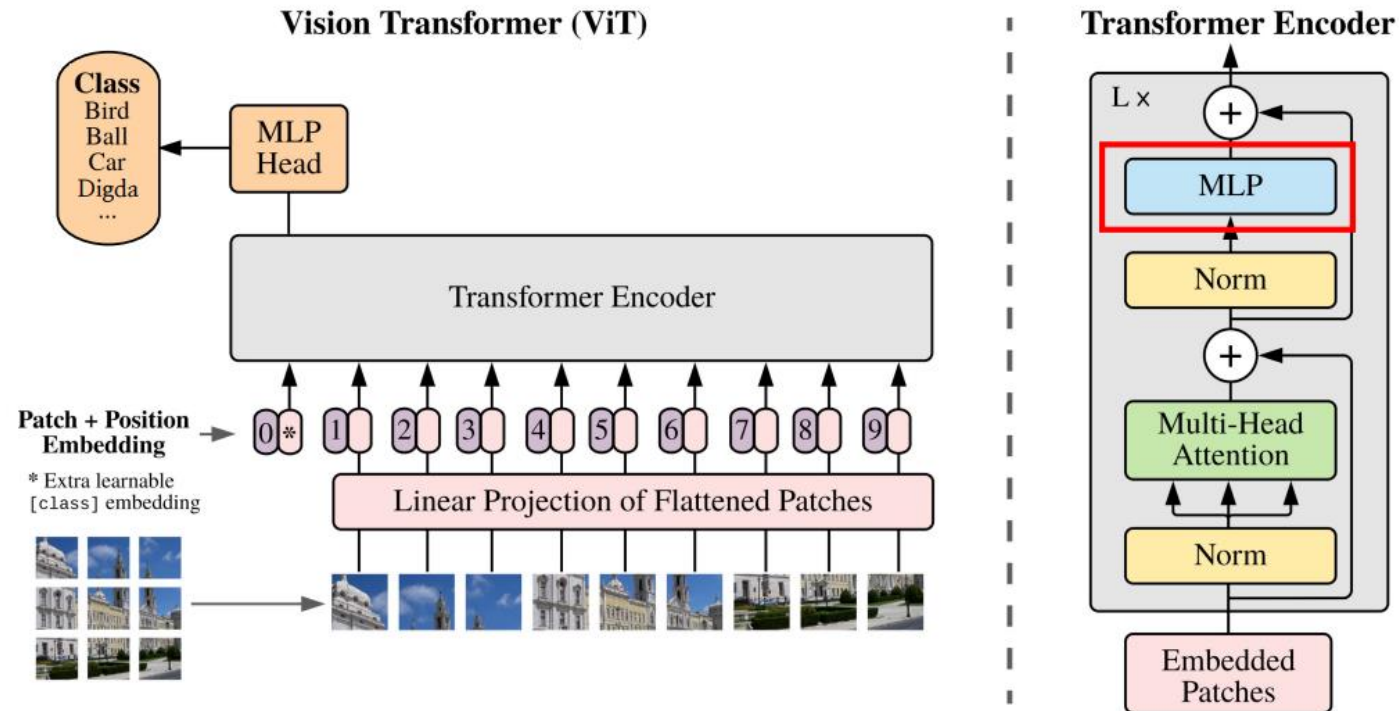 Vision Transformer (ViT)
Class
Bird
Ball
Car
Digda
...
MLP
Head
Transformer Encoder
Patch + Position
Embedding
* Extra learnable
[class] embedding
0 * 1 2 3 4 5 6 7 8 9
Linear Projection of Flattened Patches
Transformer Encoder
L x
+
MLP
Norm
+
Multi-Head
Attention
Norm
Embedded
Patches